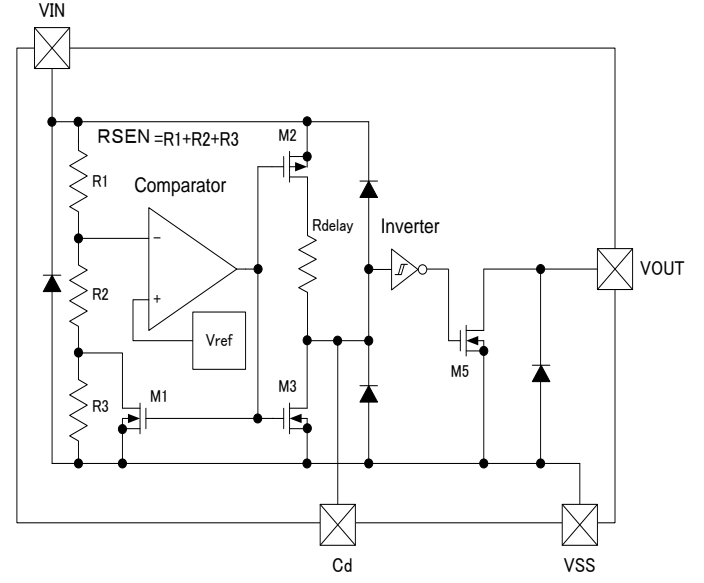 VIN
RSEN =R1+R2+R3
M2
R1
Comparator
Rdelay
Inverter
−
VOUT
R2
+
Vref
M5
M1
M3
R3
Cd
VSS